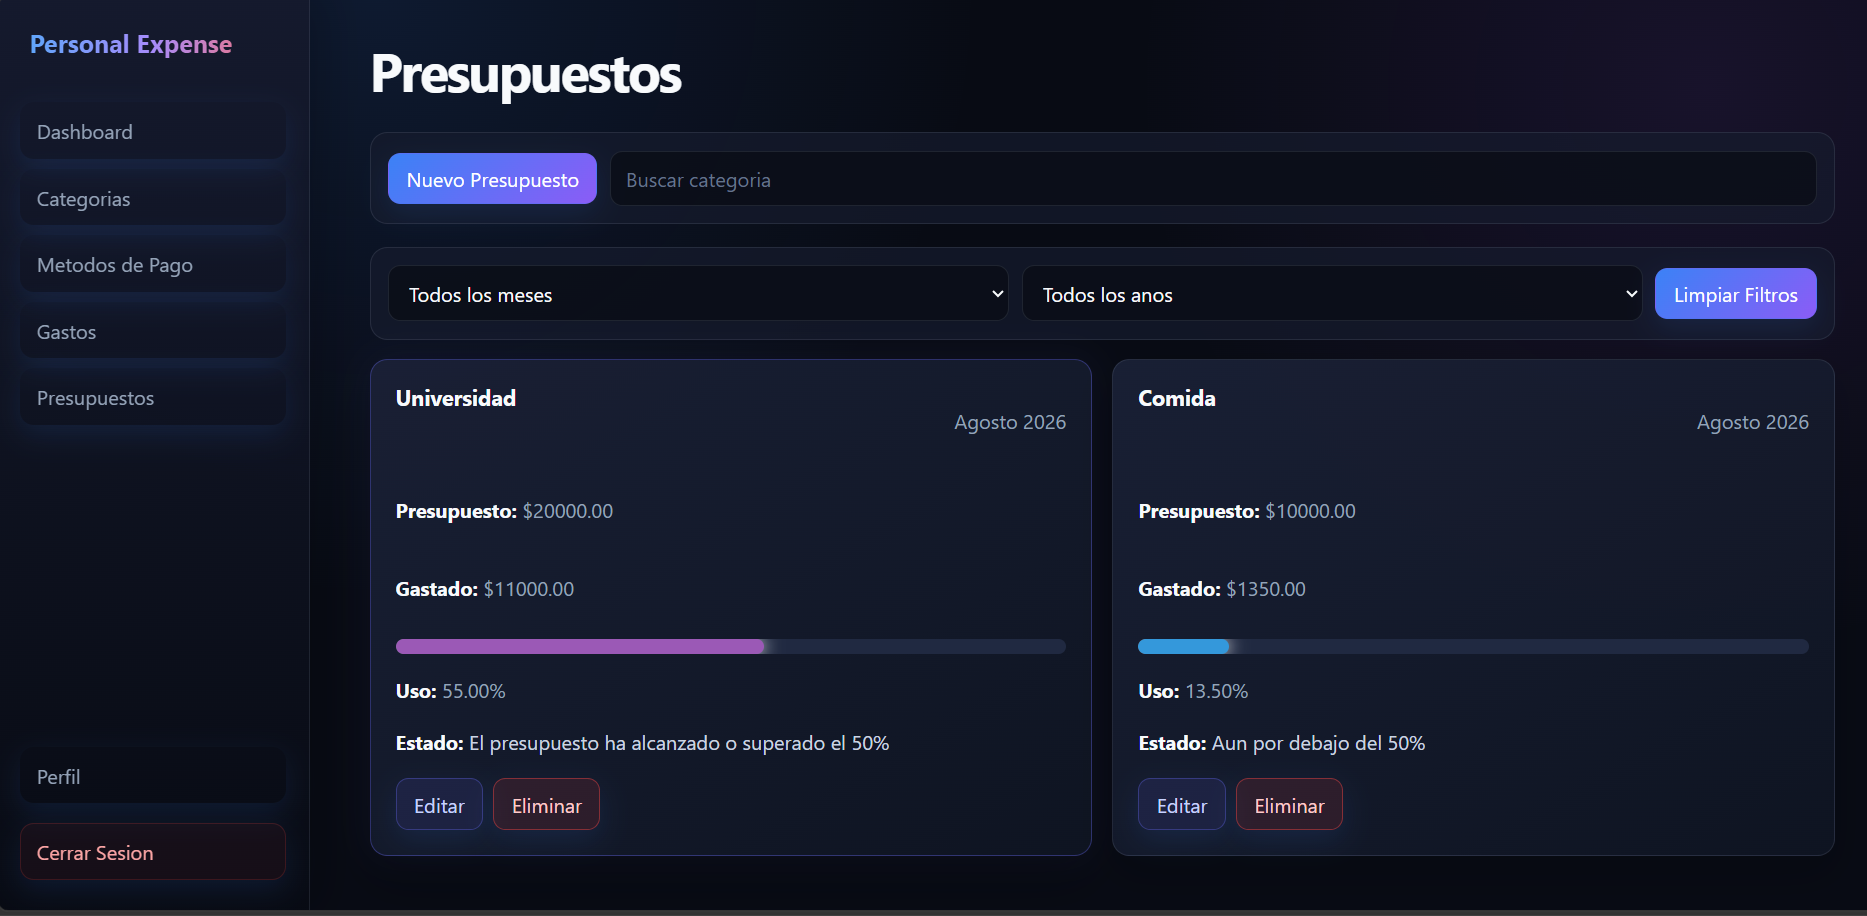 Personal Expense
Dashboard
Categorias
Metodos de Pago
Gastos
Presupuestos
Perfil
Cerrar Sesion
Presupuestos
Nuevo Presupuesto
Buscar categoria
Todos los meses
Todos los anos
Limpiar Filtros
Universidad
Agosto 2026
Presupuesto: $20000.00
Gastado: $11000.00
Uso: 55.00%
Estado: El presupuesto ha alcanzado o superado el 50%
Editar
Eliminar
Comida
Agosto 2026
Presupuesto: $10000.00
Gastado: $1350.00
Uso: 13.50%
Estado: Aun por debajo del 50%
Editar
Eliminar